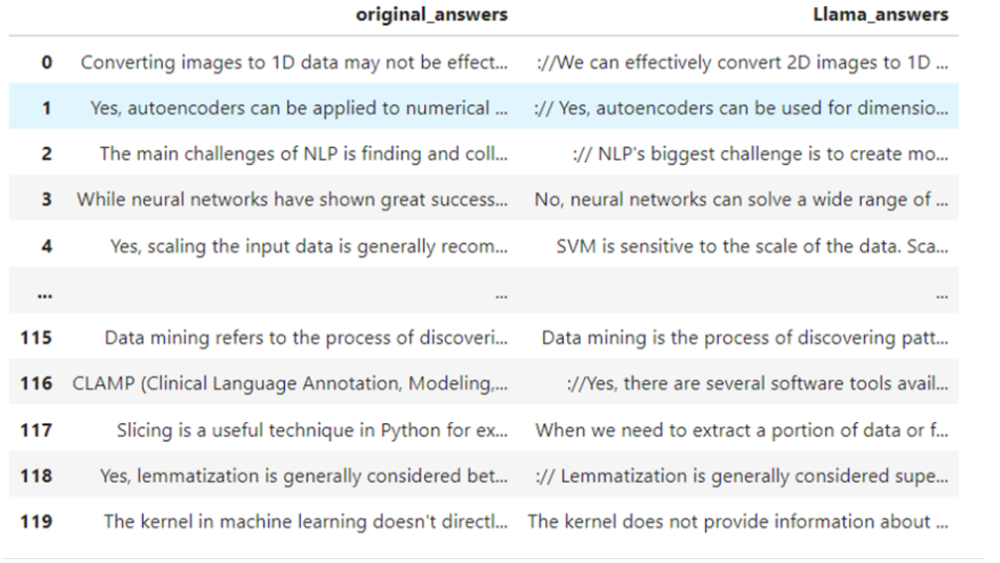 original_answers Llama_answers
0 Converting images to 1D data may not be effect... ://We can effectively convert 2D images to 1D ...
1 Yes, autoencoders can be applied to numerical ... :// Yes, autoencoders can be used for dimensio...
2 The main challenges of NLP is finding and coll... :// NLP's biggest challenge is to create mo...
3 While neural networks have shown great success... No, neural networks can solve a wide range of ...
4 Yes, scaling the input data is generally recom... SVM is sensitive to the scale of the data. Sca...
... ... ...
115 Data mining refers to the process of discoveri... Data mining is the process of discovering patt...
116 CLAMP (Clinical Language Annotation, Modeling,... ://Yes, there are several software tools avail...
117 Slicing is a useful technique in Python for ex... When we need to extract a portion of data or f...
118 Yes, lemmatization is generally considered bet... :// Lemmatization is generally considered supe...
119 The kernel in machine learning doesn't directl... The kernel does not provide information about ...